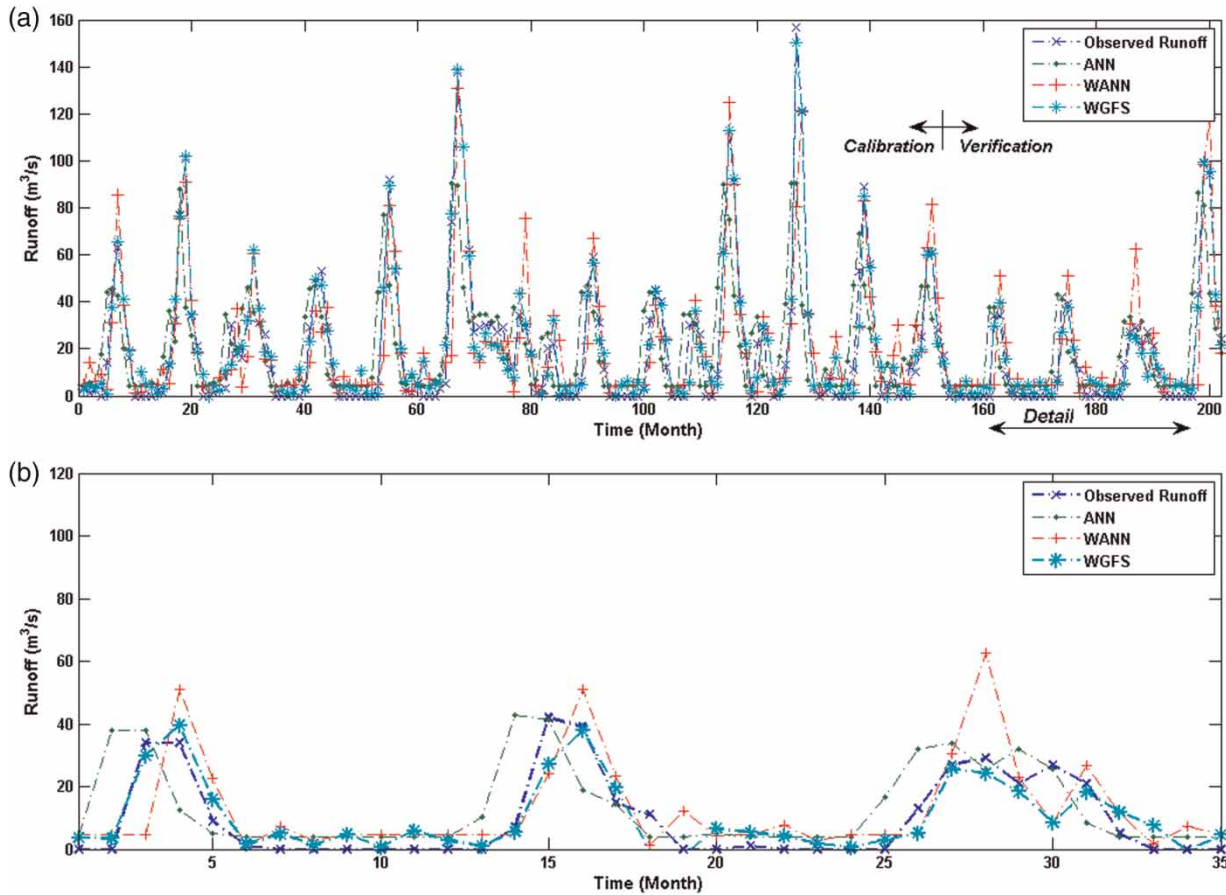 (a)
160
140
120
100
80
60
40
20
0
Runoff (m³/s)
Observed Runoff
ANN
WANN
WGFS
Calibration
Verification
0 20 40 60 80 100 120 140 160 180 200
Time (Month)
Detail
(b)
120
100
80
60
40
20
0
Runoff (m³/s)
Observed Runoff
ANN
WANN
WGFS
5 10 15 20 25 30 35
Time (Month)